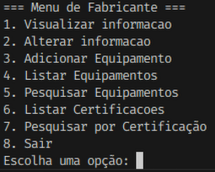 === Menu de Fabricante ===
1. Visualizar informacao
2. Alterar informacao
3. Adicionar Equipamento
4. Listar Equipamentos
5. Pesquisar Equipamentos
6. Listar Certificacoes
7. Pesquisar por Certificação
8. Sair
Escolha uma opção: